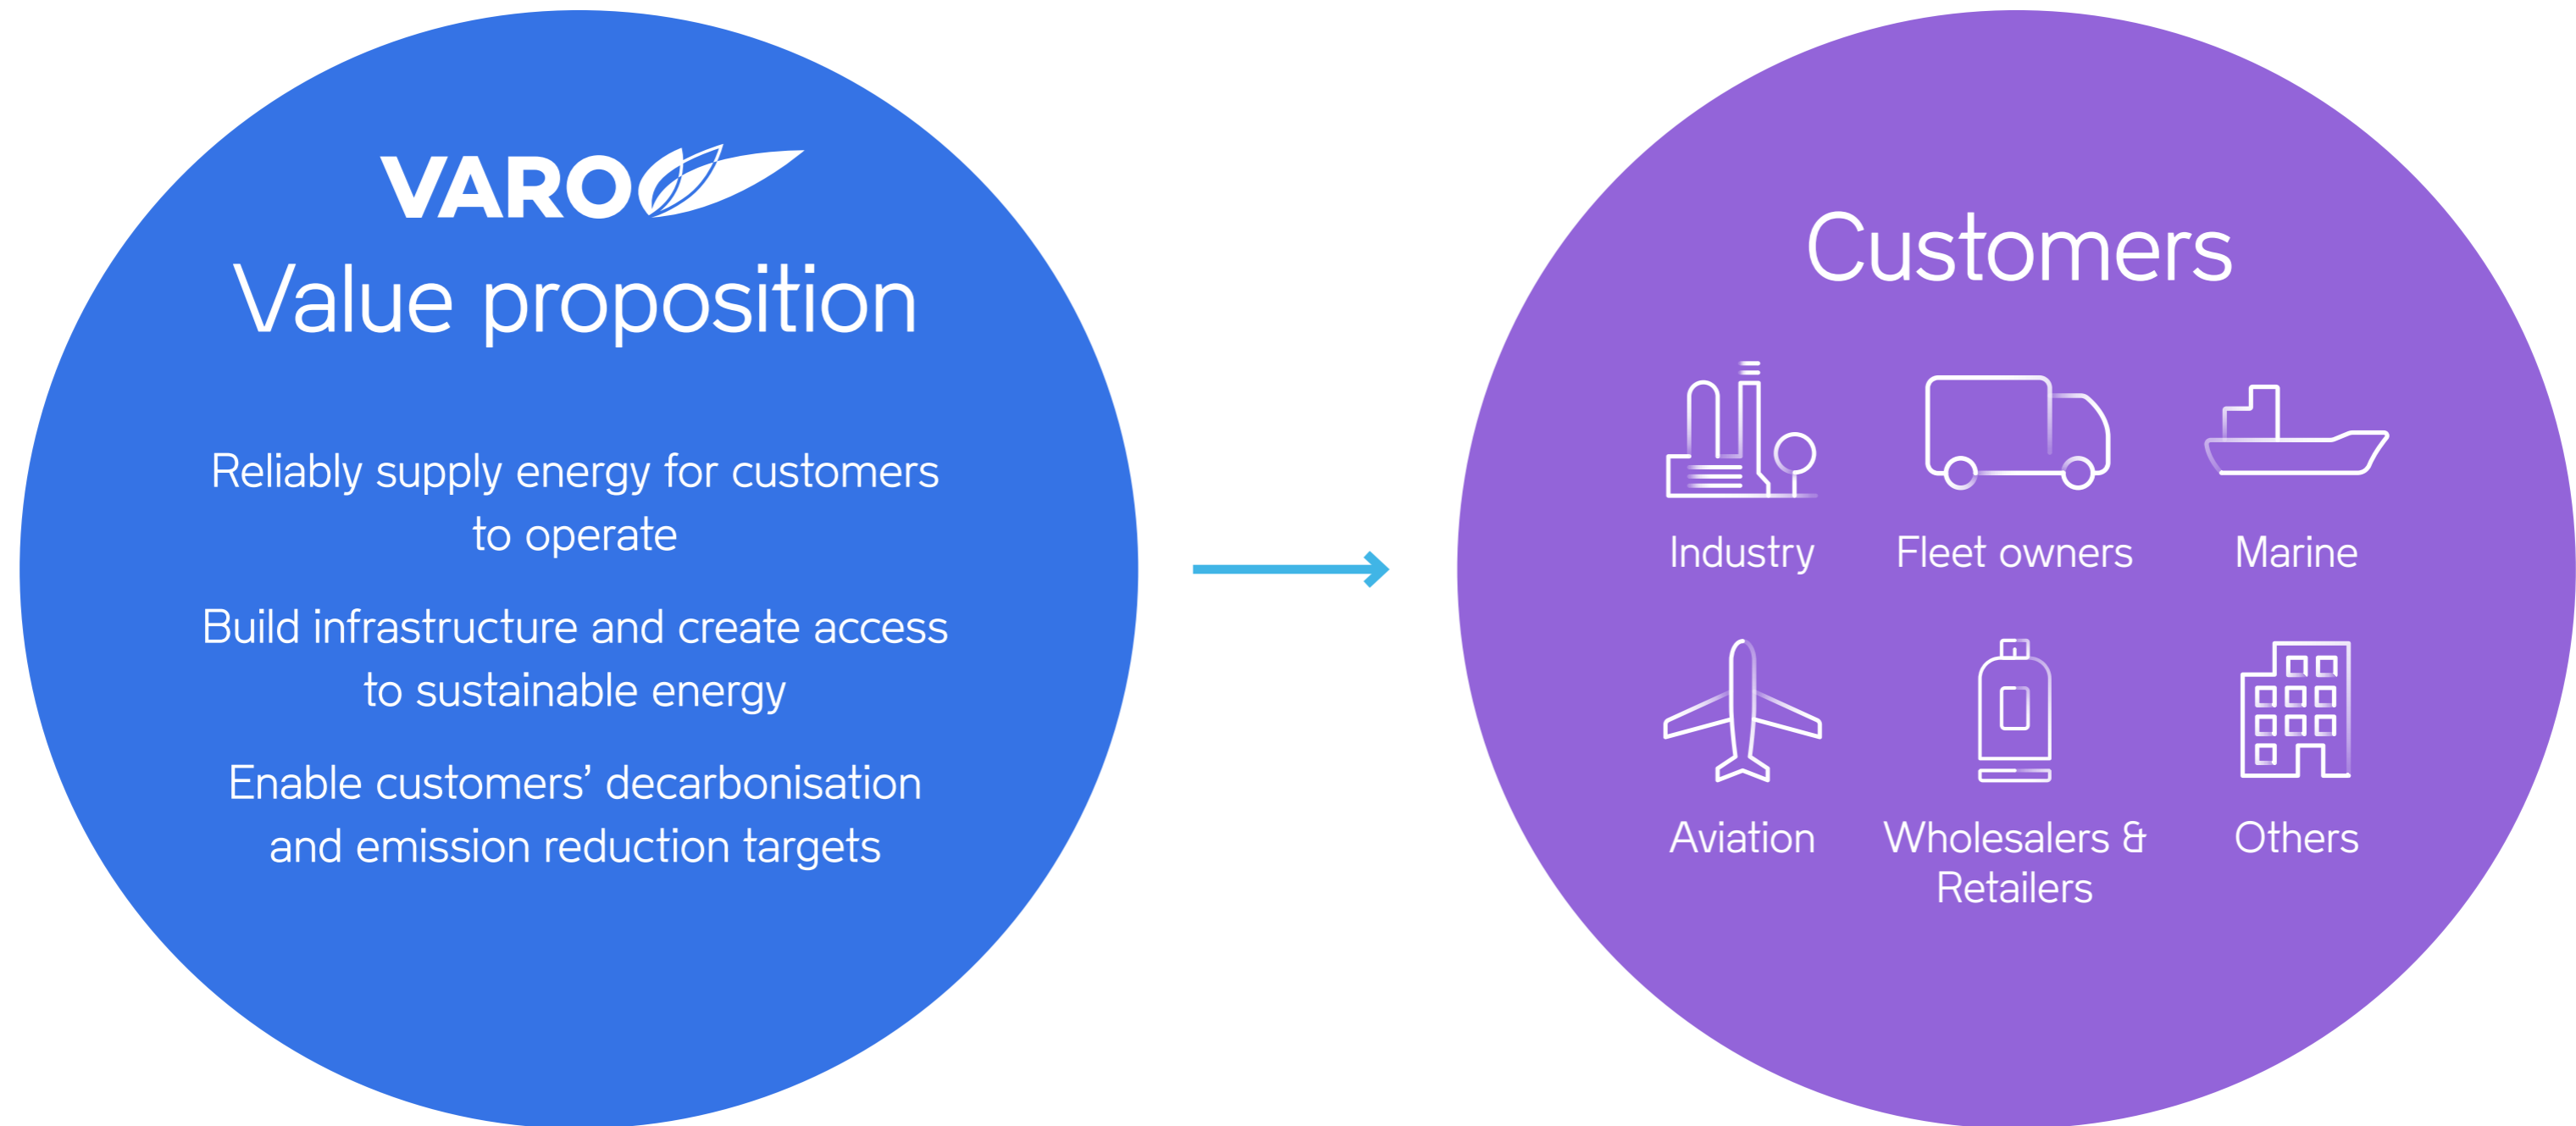 VARO
Value proposition
Reliably supply energy for customers
to operate
Build infrastructure and create access
to sustainable energy
Enable customers’ decarbonisation
and emission reduction targets
Customers
Industry
Fleet owners
Marine
Aviation
Wholesalers &
Retailers
Others